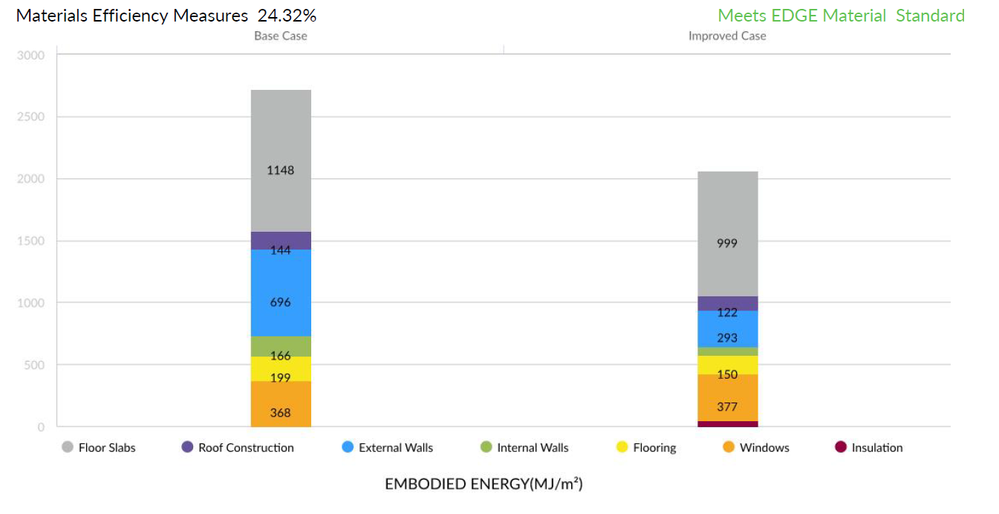 Materials Efficiency Measures 24.32%
Meets EDGE Material Standard
Base Case
Improved Case
3000
2500
2000
1500
1000
500
0
1148
144
696
166
199
368
999
122
293
150
377
Floor Slabs
Roof Construction
External Walls
Internal Walls
Flooring
Windows
Insulation
EMBODIED ENERGY(MJ/m²)